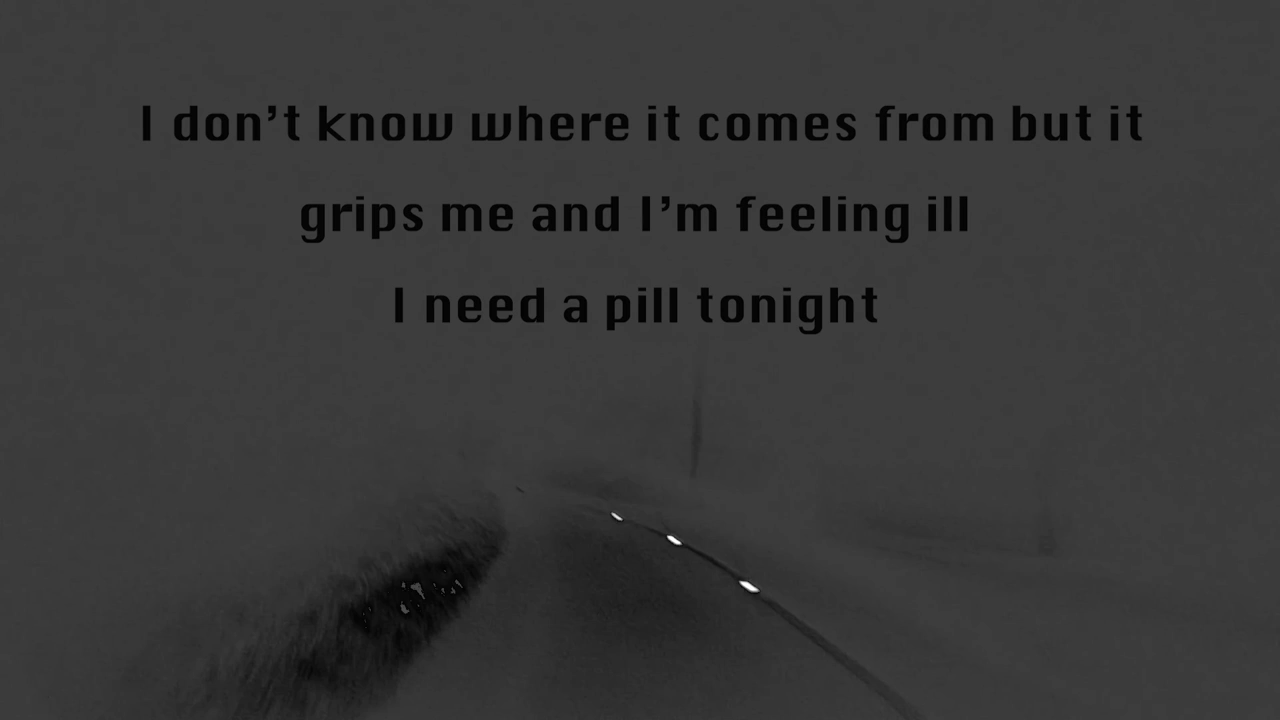 I don’t know where it comes from but it
grips me and I’m feeling ill
I need a pill tonight